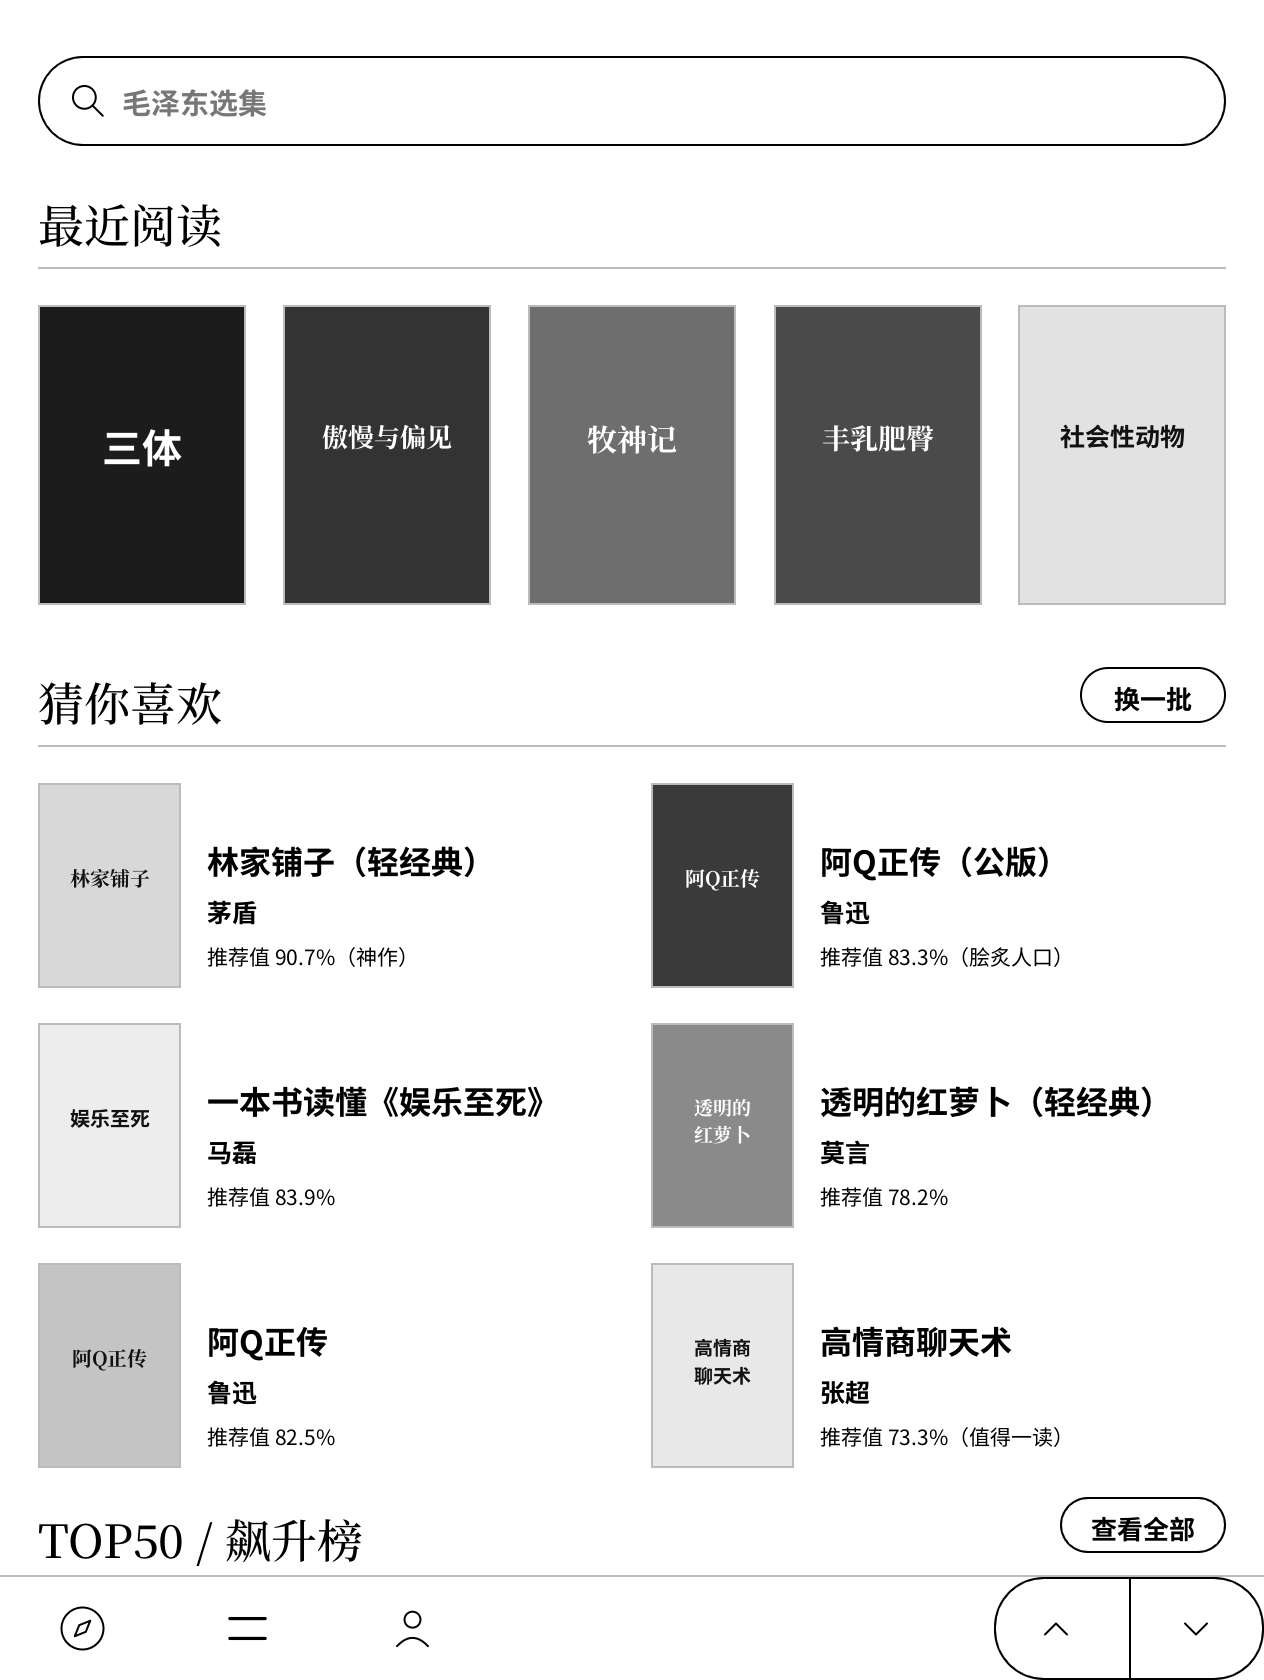 毛泽东选集
最近阅读
三体
傲慢与偏见
牧神记
丰乳肥臀
社会性动物
猜你喜欢
换一批
林家铺子
林家铺子（轻经典）
茅盾
推荐值 90.7%（神作）
阿Q正传
阿Q正传（公版）
鲁迅
推荐值 83.3%（脍炙人口）
娱乐至死
一本书读懂《娱乐至死》
马磊
推荐值 83.9%
透明的
红萝卜
透明的红萝卜（轻经典）
莫言
推荐值 78.2%
阿Q正传
阿Q正传
鲁迅
推荐值 82.5%
高情商
聊天术
高情商聊天术
张超
推荐值 73.3%（值得一读）
TOP50 / 飙升榜
查看全部